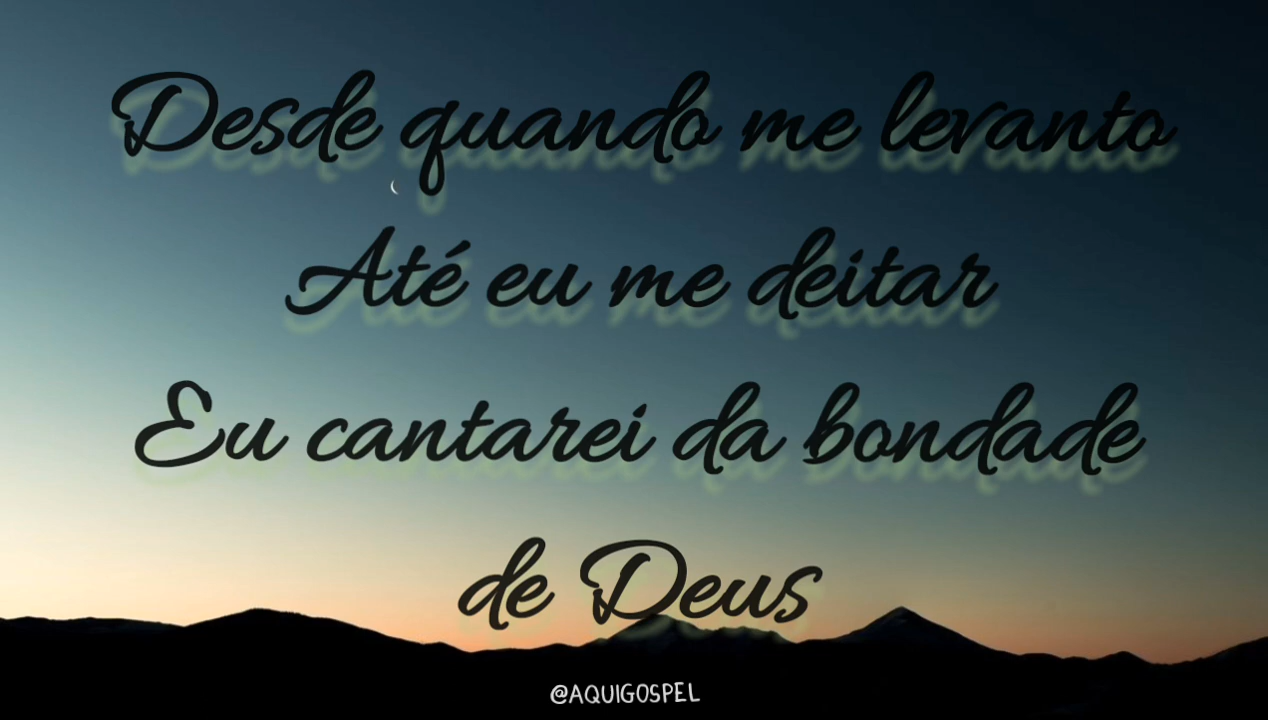 Desde quando me levanto
Até eu me deitar
Eu cantarei da bondade
de Deus
@AQUIGOSPEL